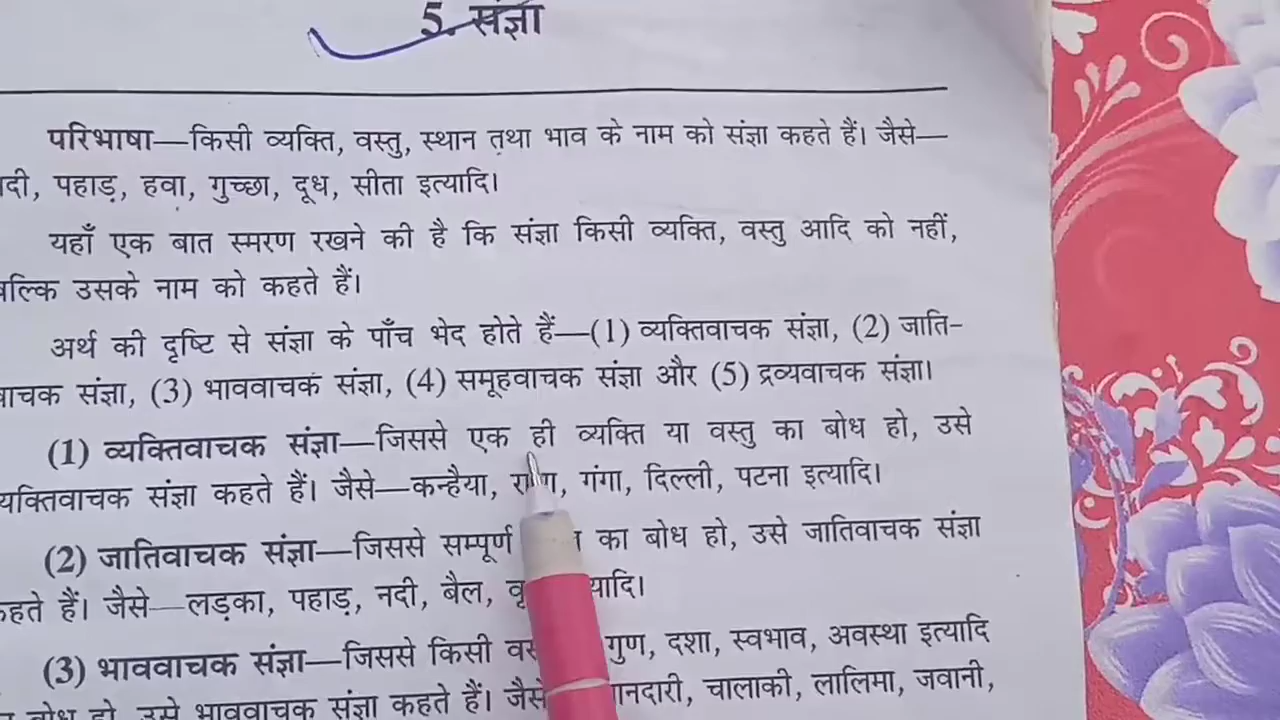 5. संज्ञा
परिभाषा—किसी व्यक्ति, वस्तु, स्थान तथा भाव के नाम को संज्ञा कहते हैं। जैसे—
दी, पहाड़, हवा, गुच्छा, दूध, सीता इत्यादि।
यहाँ एक बात स्मरण रखने की है कि संज्ञा किसी व्यक्ति, वस्तु आदि को नहीं,
बल्कि उसके नाम को कहते हैं।
अर्थ की दृष्टि से संज्ञा के पाँच भेद होते हैं—(1) व्यक्तिवाचक संज्ञा, (2) जाति-
वाचक संज्ञा, (3) भाववाचक संज्ञा, (4) समूहवाचक संज्ञा और (5) द्रव्यवाचक संज्ञा।
(1) व्यक्तिवाचक संज्ञा—जिससे एक ही व्यक्ति या वस्तु का बोध हो, उसे
व्यक्तिवाचक संज्ञा कहते हैं। जैसे—कन्हैया, गंगा, दिल्ली, पटना इत्यादि।
(2) जातिवाचक संज्ञा—जिससे सम्पूर्ण का बोध हो, उसे जातिवाचक संज्ञा
कहते हैं। जैसे—लड़का, पहाड़, नदी, बैल,
(3) भाववाचक संज्ञा—जिससे किसी गुण, दशा, स्वभाव, अवस्था इत्यादि
बोध हो, उसे भाववाचक संज्ञा कहते हैं। जैसे चालाकी, लालिमा, जवानी,